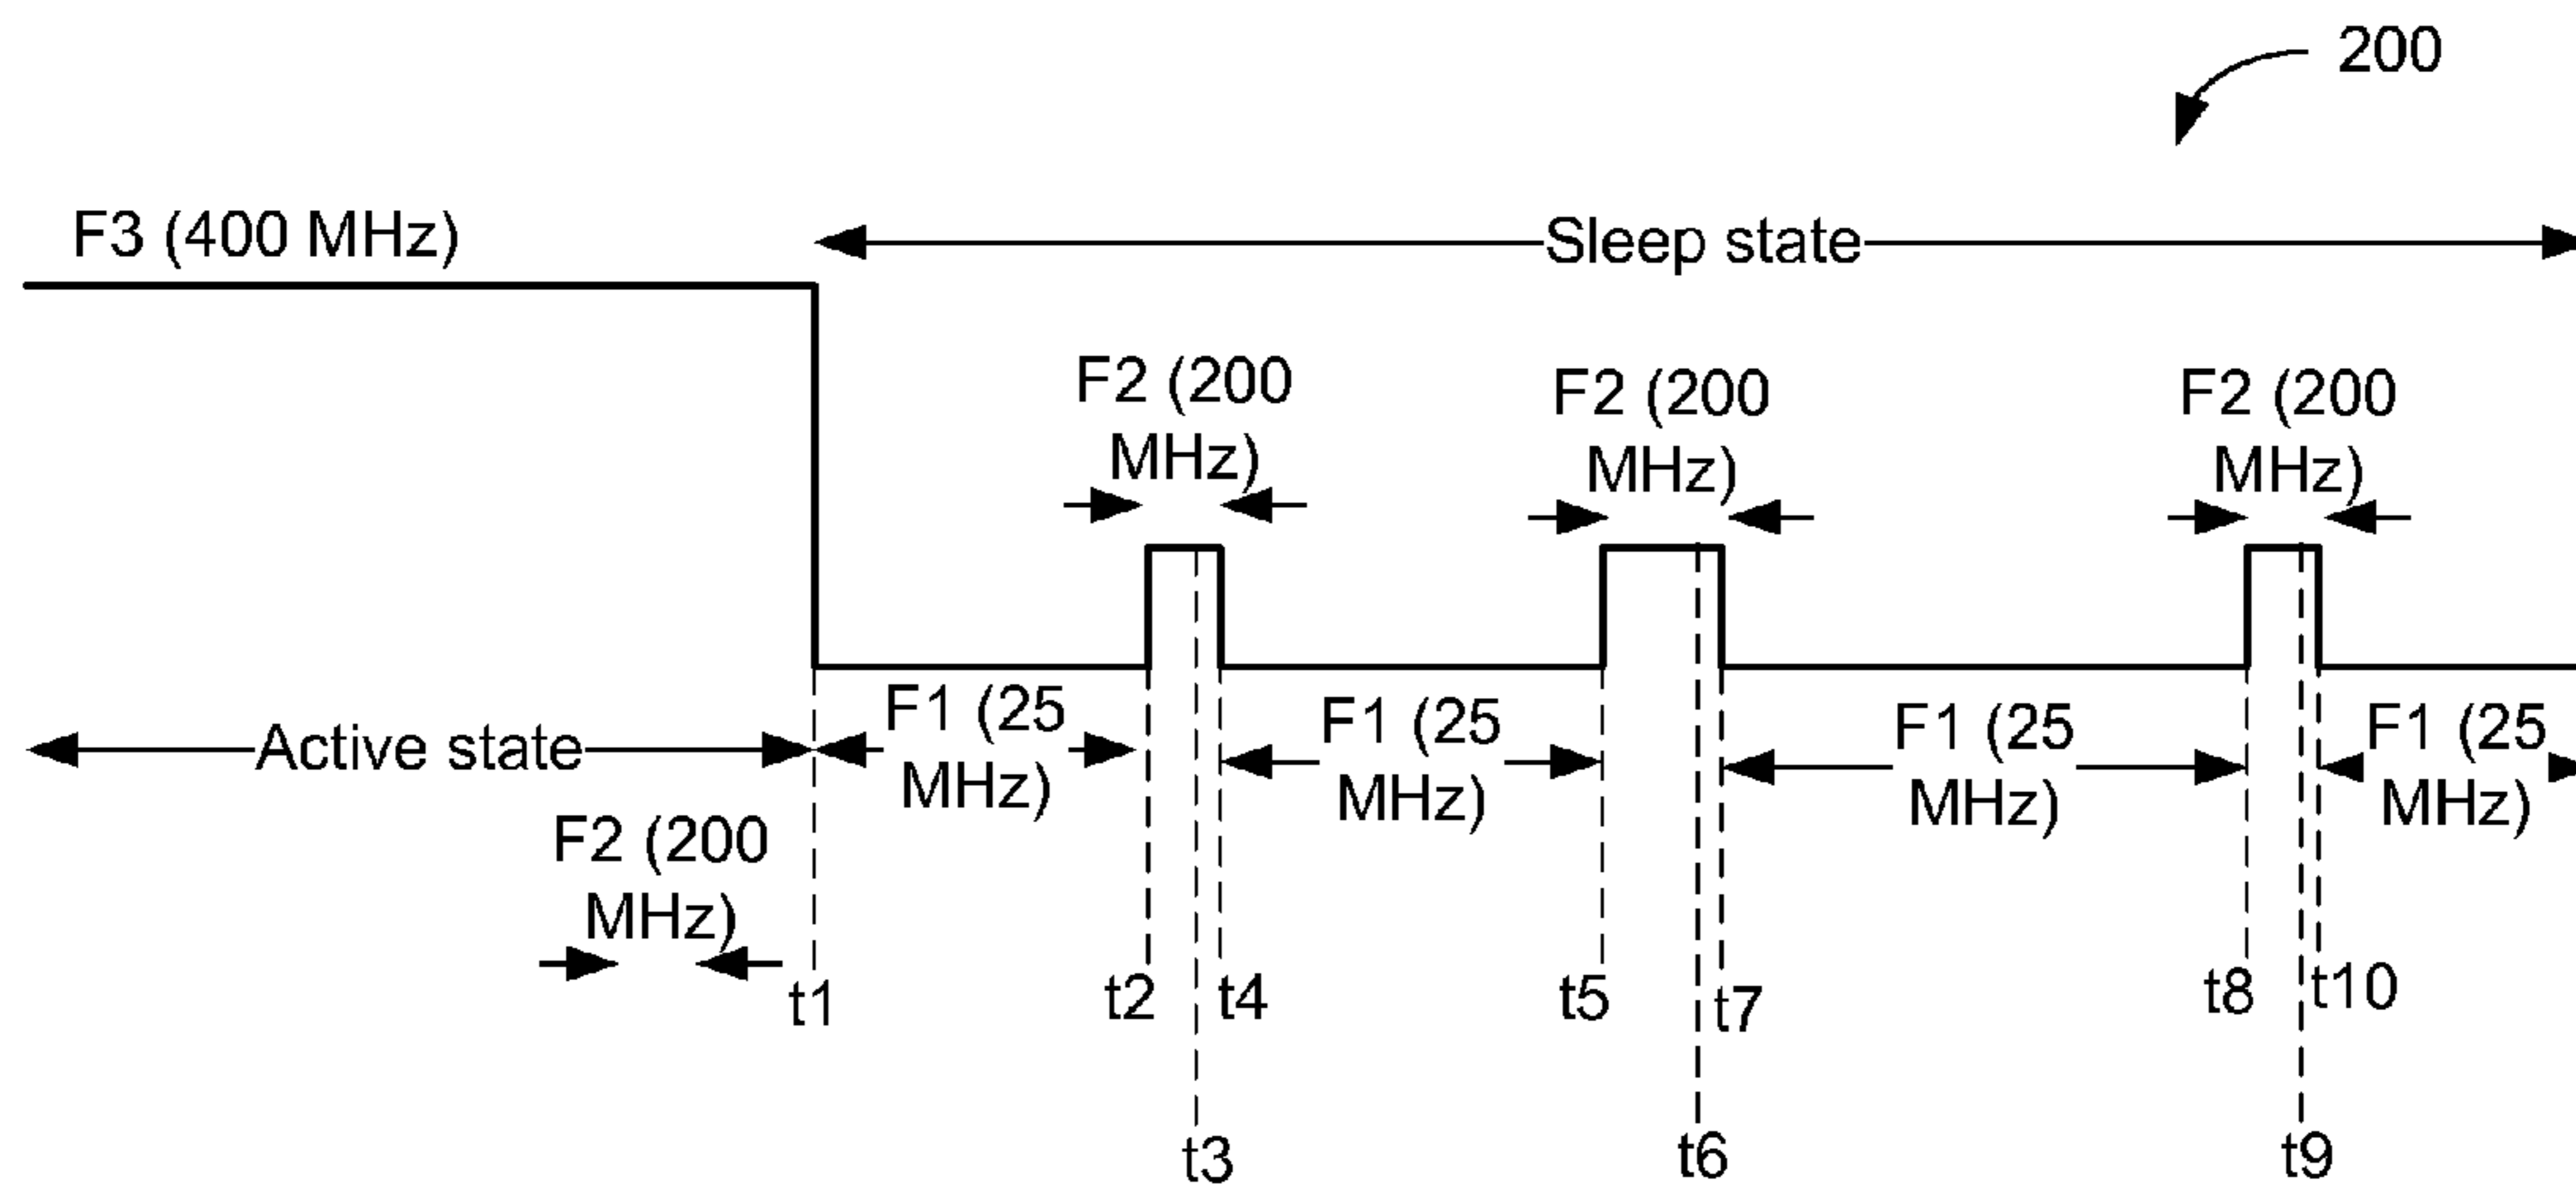 200
F3 (400 MHz)
Sleep state
F2 (200
MHz)
F2 (200
MHz)
F2 (200
MHz)
Active state
F1 (25
MHz)
F1 (25
MHz)
F1 (25
MHz)
F1 (25
MHz)
F2 (200
MHz)
t1
t2
t4
t5
t7
t8
t10
t3
t6
t9